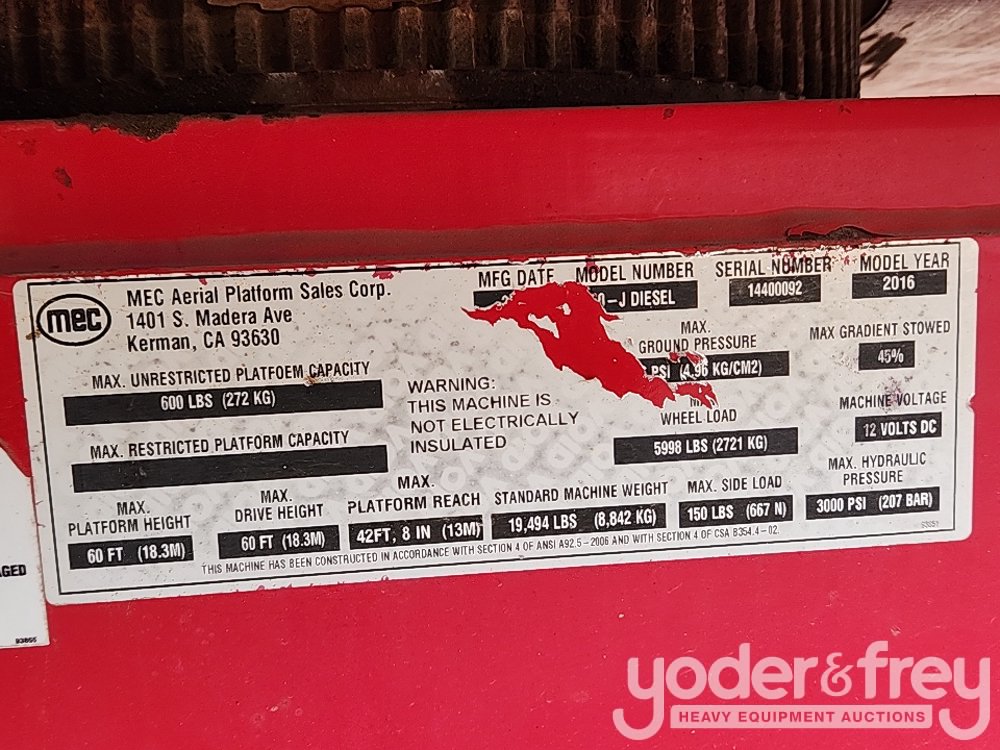 mec
MEC Aerial Platform Sales Corp.
1401 S. Madera Ave
Kerman, CA 93630
MFG DATE
MODEL NUMBER
-J DIESEL
SERIAL NUMBER
14400092
MODEL YEAR
2016
MAX. UNRESTRICTED PLATFOEM CAPACITY
600 LBS (272 KG)
MAX. RESTRICTED PLATFORM CAPACITY
WARNING:
THIS MACHINE IS
NOT ELECTRICALLY
INSULATED
MAX.
GROUND PRESSURE
PSI (4.96 KG/CM2)
WHEEL LOAD
5998 LBS (2721 KG)
MAX GRADIENT STOWED
45%
MACHINE VOLTAGE
12 VOLTS DC
MAX.
PLATFORM HEIGHT
60 FT (18.3M)
MAX.
DRIVE HEIGHT
60 FT (18.3M)
MAX.
PLATFORM REACH
42FT, 8 IN (13M)
STANDARD MACHINE WEIGHT
19,494 LBS (8,842 KG)
MAX. SIDE LOAD
150 LBS (667 N)
MAX. HYDRAULIC
PRESSURE
3000 PSI (207 BAR)
THIS MACHINE HAS BEEN CONSTRUCTED IN ACCORDANCE WITH SECTION 4 OF ANSI A92.5-2006 AND WITH SECTION 4 OF CSA B354.4-02.
AGED
yoder&frey
HEAVY EQUIPMENT AUCTIONS